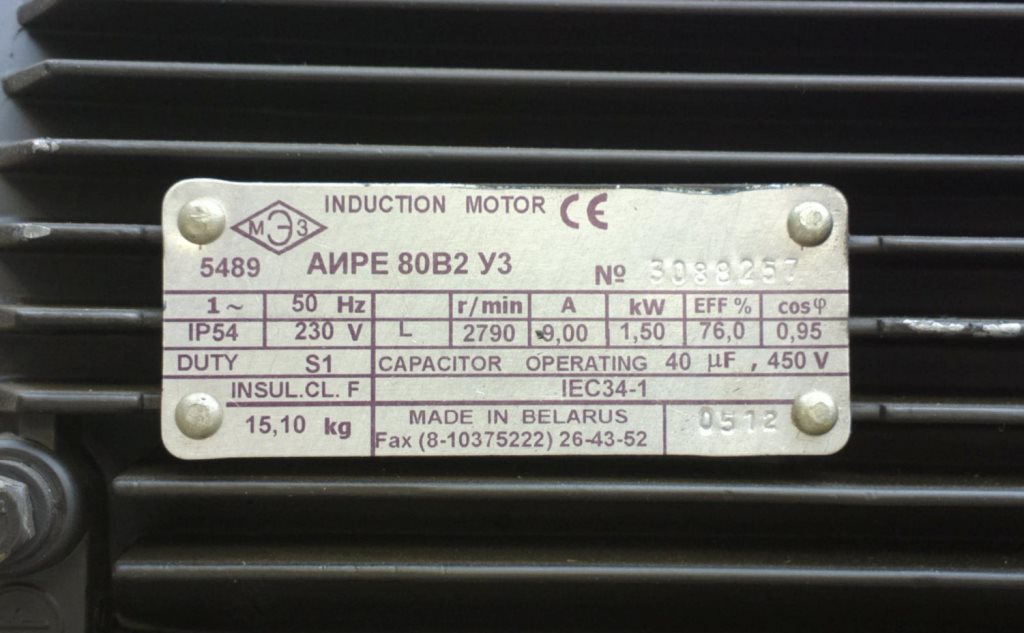 INDUCTION MOTOR CE
МЭЗ
5489 АИРЕ 80В2 У3 № 3088257
1~ 50 Hz r/min A kW EFF % cosφ
IP54 230 V L 2790 9,00 1,50 76,0 0,95
DUTY S1 CAPACITOR OPERATING 40 µF , 450 V
INSUL.CL. F IEC34-1
15,10 kg MADE IN BELARUS 0512
Fax (8-10375222) 26-43-52